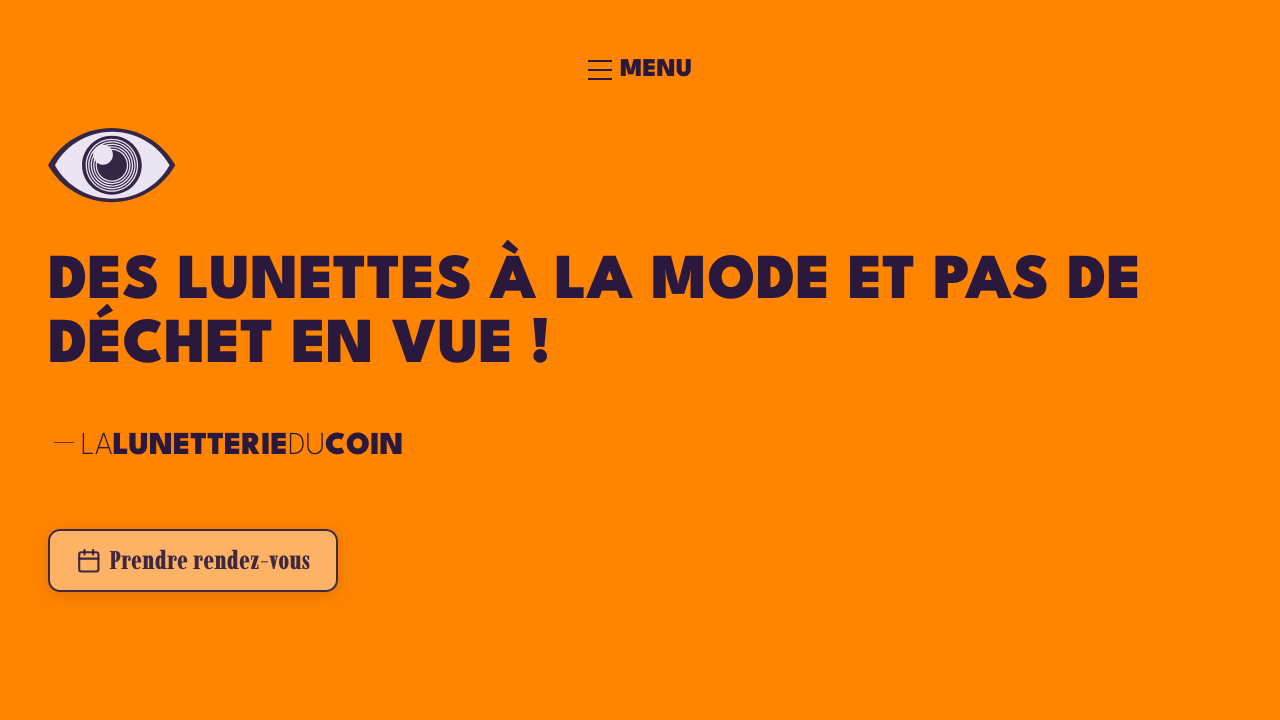 MENU
DES LUNETTES À LA MODE ET PAS DE
DÉCHET EN VUE !
— LALUNETTERIEDUCOIN
Prendre rendez-vous